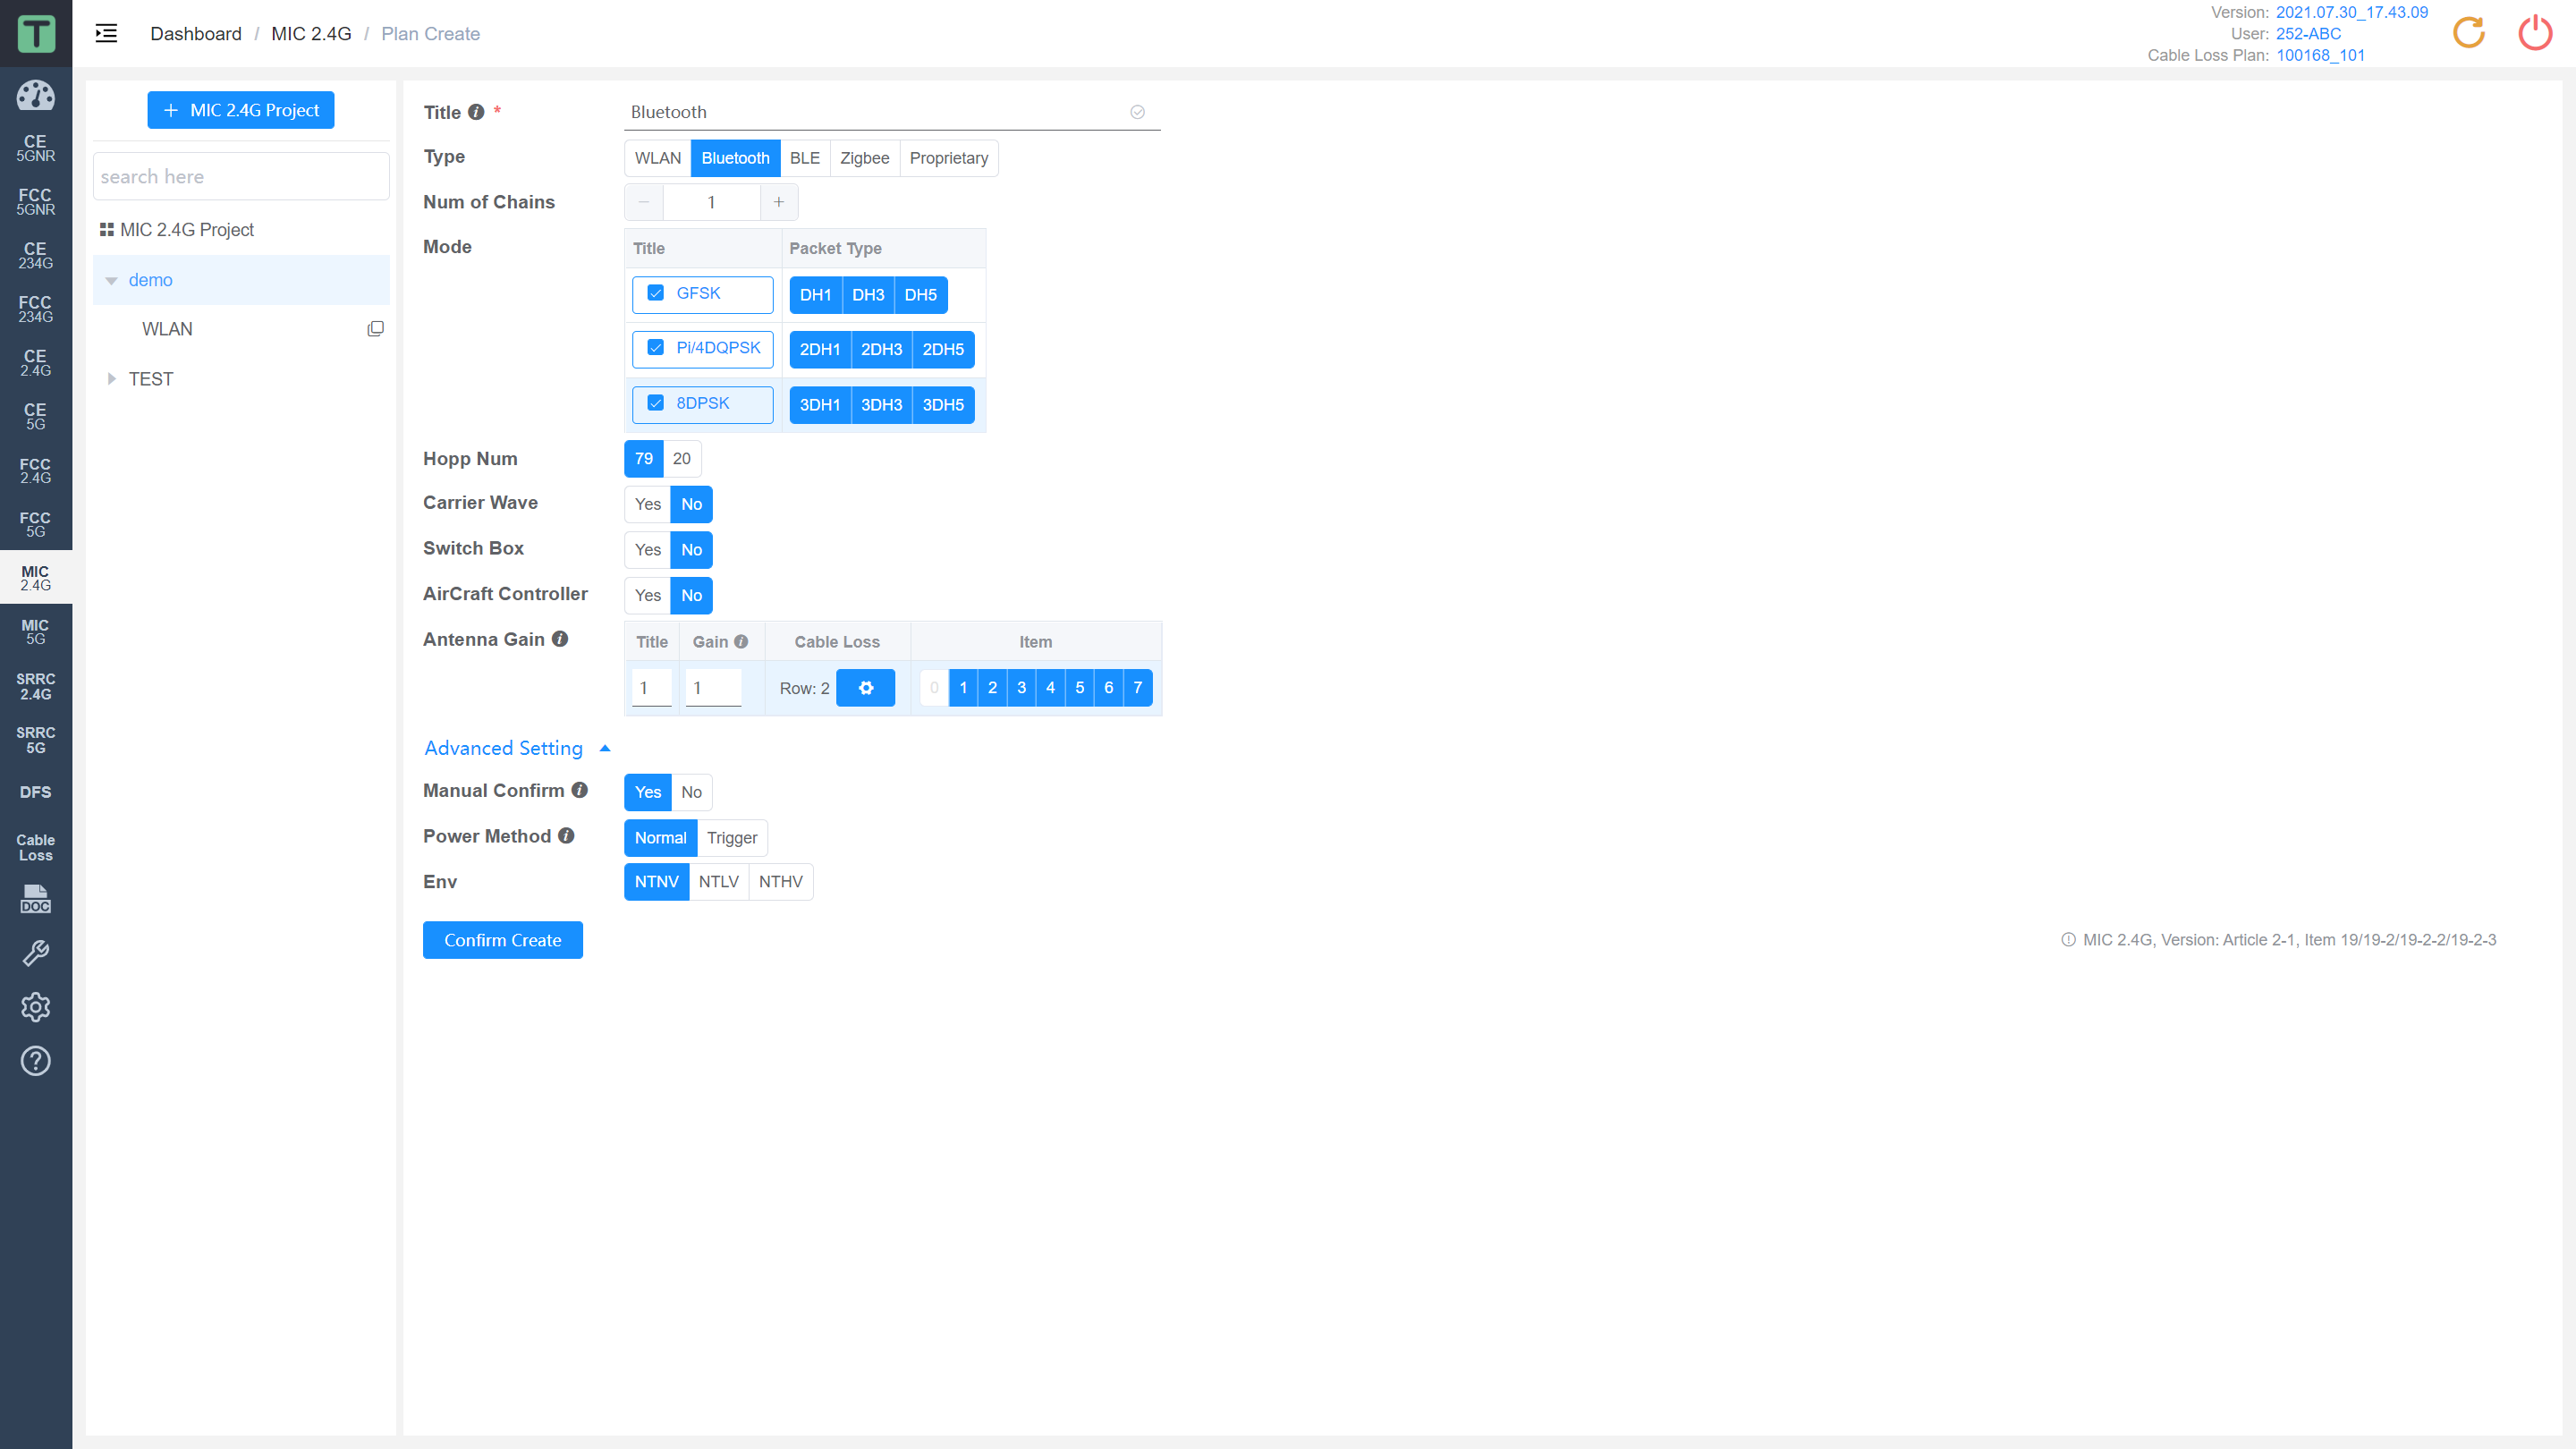 T
Dashboard / MIC 2.4G / Plan Create
Version: 2021.07.30_17.43.09
User: 252-ABC
Cable Loss Plan: 100168_101
CE
5GNR
FCC
5GNR
CE
234G
FCC
234G
CE
2.4G
CE
5G
FCC
2.4G
FCC
5G
MIC
2.4G
MIC
5G
SRRC
2.4G
SRRC
5G
DFS
Cable
Loss
DOC
+ MIC 2.4G Project
search here
MIC 2.4G Project
demo
WLAN
TEST
Title * Bluetooth
Type WLAN Bluetooth BLE Zigbee Proprietary
Num of Chains − 1 +
Mode Title Packet Type
GFSK DH1 DH3 DH5
Pi/4DQPSK 2DH1 2DH3 2DH5
8DPSK 3DH1 3DH3 3DH5
Hopp Num 79 20
Carrier Wave Yes No
Switch Box Yes No
AirCraft Controller Yes No
Antenna Gain Title Gain Cable Loss Item
1 1 Row: 2 0 1 2 3 4 5 6 7
Advanced Setting
Manual Confirm Yes No
Power Method Normal Trigger
Env NTNV NTLV NTHV
Confirm Create
MIC 2.4G, Version: Article 2-1, Item 19/19-2/19-2-2/19-2-3